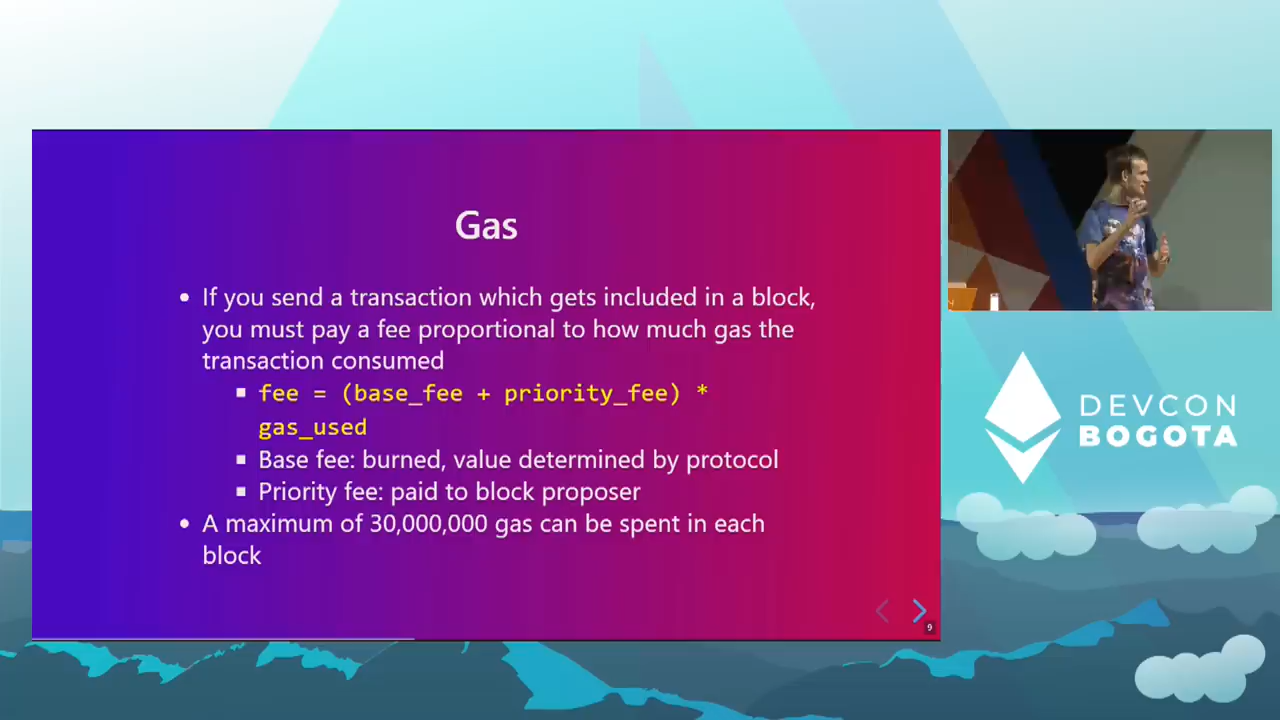 Gas
If you send a transaction which gets included in a block,
you must pay a fee proportional to how much gas the
transaction consumed
fee = (base_fee + priority_fee) *
gas_used
Base fee: burned, value determined by protocol
Priority fee: paid to block proposer
A maximum of 30,000,000 gas can be spent in each
block
9
DEVCON
BOGOTA